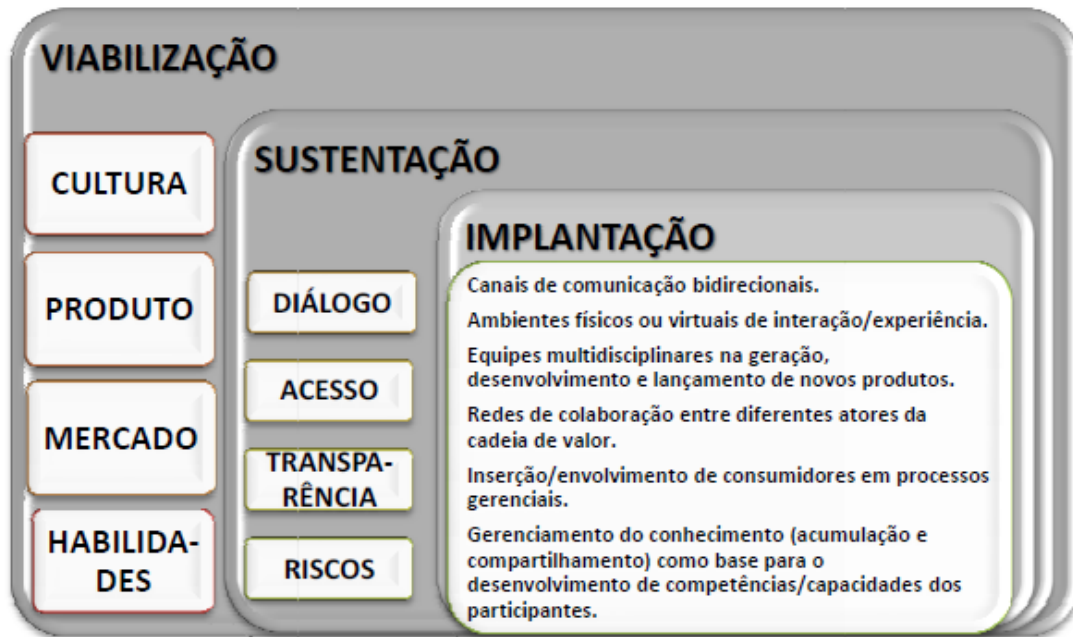 VIABILIZAÇÃO
CULTURA
PRODUTO
MERCADO
HABILIDA-
DES
SUSTENTAÇÃO
DIÁLOGO
ACESSO
TRANSPA-
RÊNCIA
RISCOS
IMPLANTAÇÃO
Canais de comunicação bidirecionais.
Ambientes físicos ou virtuais de interação/experiência.
Equipes multidisciplinares na geração,
desenvolvimento e lançamento de novos produtos.
Redes de colaboração entre diferentes atores da
cadeia de valor.
Inserção/envolvimento de consumidores em processos
gerenciais.
Gerenciamento do conhecimento (acumulação e
compartilhamento) como base para o
desenvolvimento de competências/capacidades dos
participantes.